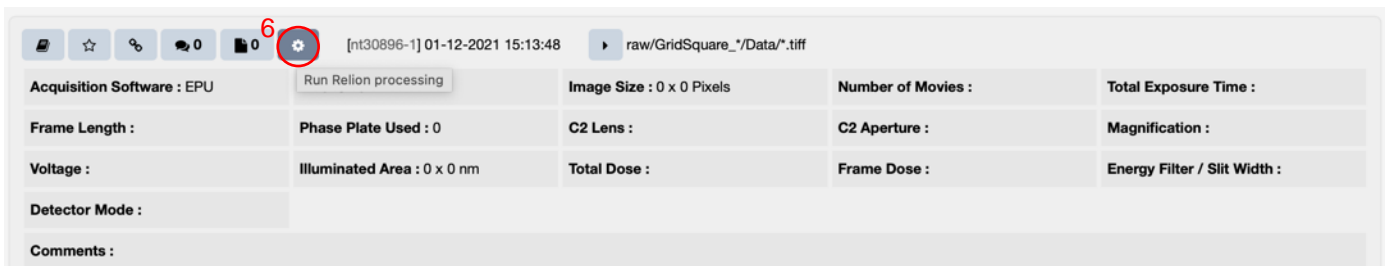 6
0 0 [nt30896-1] 01-12-2021 15:13:48 raw/GridSquare_*/Data/*.tiff
Run Relion processing
Acquisition Software : EPU Image Size : 0 x 0 Pixels Number of Movies : Total Exposure Time :
Frame Length : Phase Plate Used : 0 C2 Lens : C2 Aperture : Magnification :
Voltage : Illuminated Area : 0 x 0 nm Total Dose : Frame Dose : Energy Filter / Slit Width :
Detector Mode :
Comments :